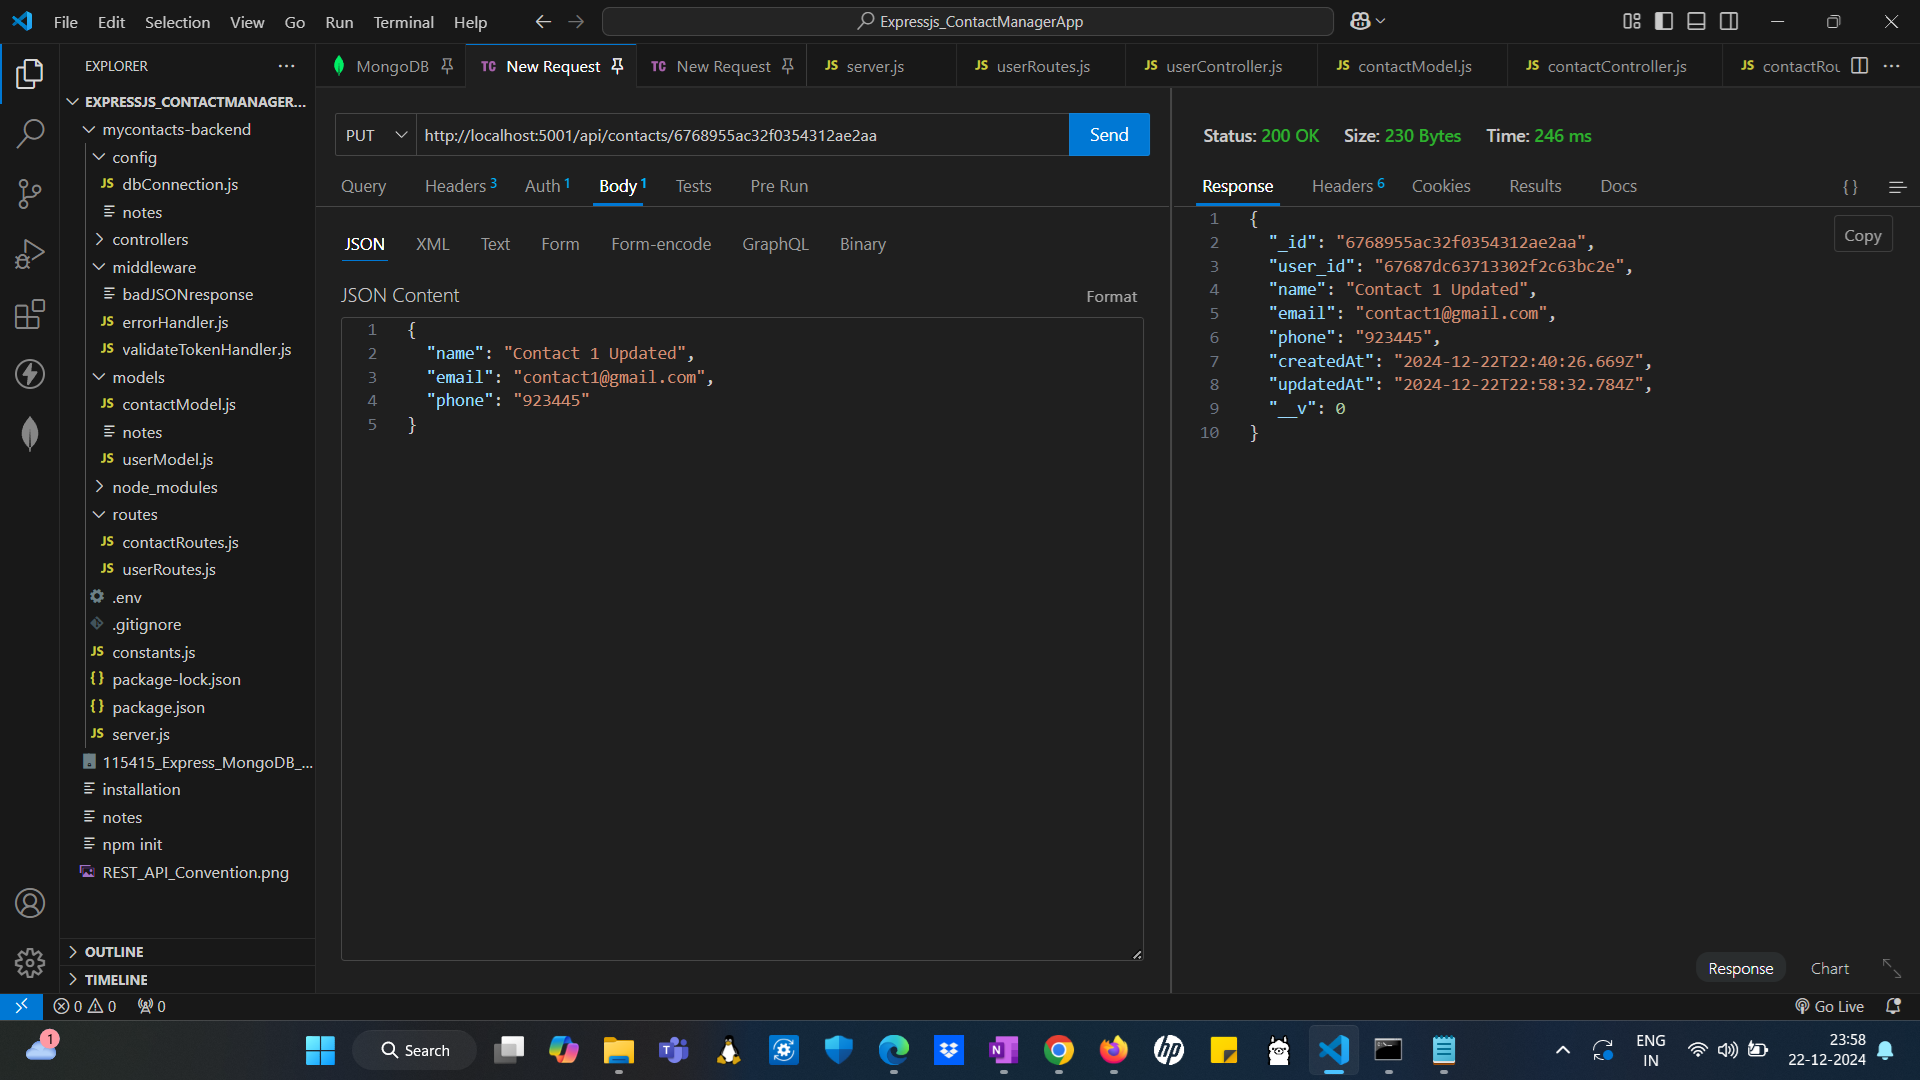 File Edit Selection View Go Run Terminal Help
Expressjs_ContactManagerApp
EXPLORER
EXPRESSJS_CONTACTMANAGER...
mycontacts-backend
config
JS dbConnection.js
notes
controllers
middleware
badJSONresponse
JS errorHandler.js
JS validateTokenHandler.js
models
JS contactModel.js
notes
JS userModel.js
node_modules
routes
JS contactRoutes.js
JS userRoutes.js
.env
.gitignore
JS constants.js
{} package-lock.json
{} package.json
JS server.js
115415_Express_MongoDB_...
installation
notes
npm init
REST_API_Convention.png
OUTLINE
TIMELINE
MongoDB TC New Request TC New Request JS server.js JS userRoutes.js JS userController.js JS contactModel.js JS contactController.js JS contactRou
PUT http://localhost:5001/api/contacts/6768955ac32f0354312ae2aa Send
Query Headers 3 Auth 1 Body 1 Tests Pre Run
JSON XML Text Form Form-encode GraphQL Binary
JSON Content Format
1 {
2 "name": "Contact 1 Updated",
3 "email": "contact1@gmail.com",
4 "phone": "923445"
5 }
Status: 200 OK Size: 230 Bytes Time: 246 ms
Response Headers 6 Cookies Results Docs {}
Copy
1 {
2 "_id": "6768955ac32f0354312ae2aa",
3 "user_id": "67687dc63713302f2c63bc2e",
4 "name": "Contact 1 Updated",
5 "email": "contact1@gmail.com",
6 "phone": "923445",
7 "createdAt": "2024-12-22T22:40:26.669Z",
8 "updatedAt": "2024-12-22T22:58:32.784Z",
9 "__v": 0
10 }
Response Chart
0 0 0
Go Live
1
Search
ENG
IN
23:58
22-12-2024